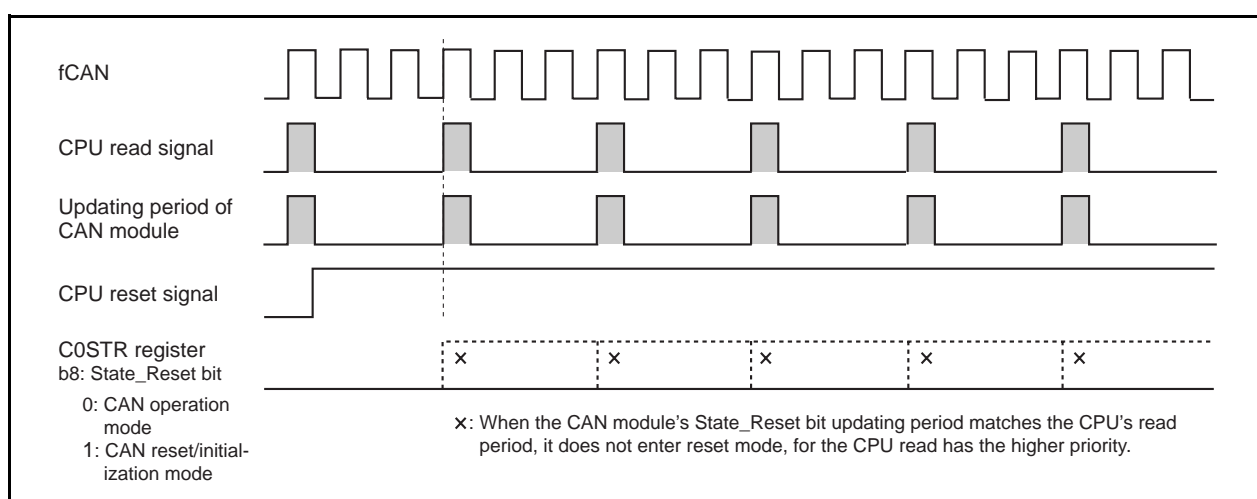 fCAN
CPU read signal
Updating period of
CAN module
CPU reset signal
C0STR register
b8: State_Reset bit
0: CAN operation
mode
1: CAN reset/initial-
ization mode
×: When the CAN module's State_Reset bit updating period matches the CPU's read
period, it does not enter reset mode, for the CPU read has the higher priority.
× × × × ×